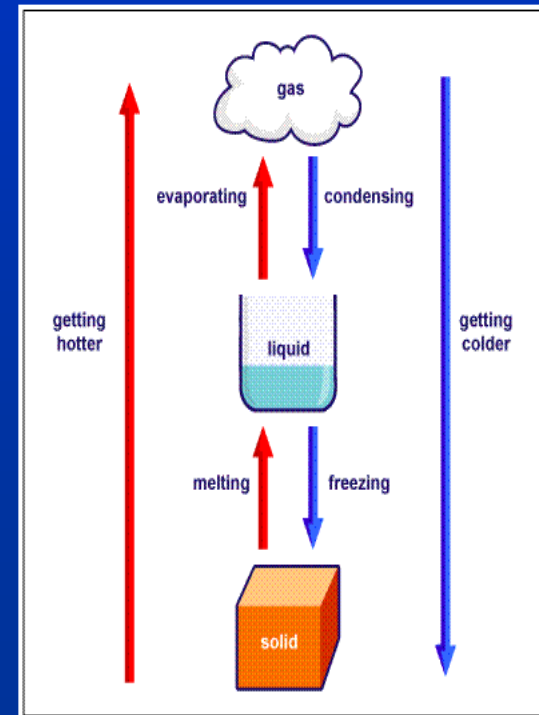 gas
evaporating
condensing
getting
hotter
liquid
getting
colder
melting
freezing
solid